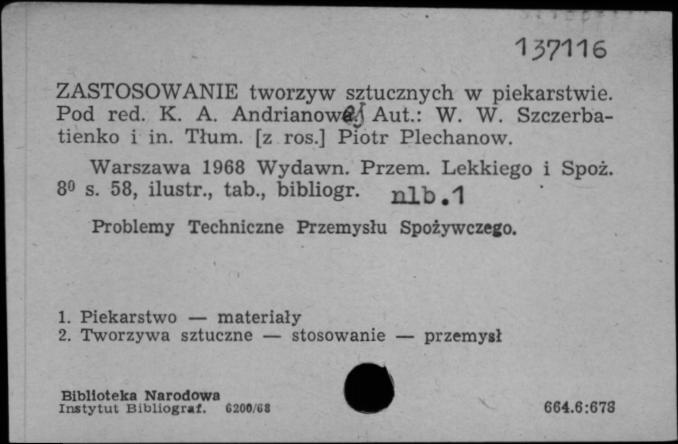 137116
ZASTOSOWANIE tworzyw sztucznych w piekarstwie.
Pod red. K. A. Andrianowej Aut.: W. W. Szczerba-
tienko i in. Tłum. [z ros.] Piotr Plechanow.
Warszawa 1968 Wydawn. Przem. Lekkiego i Spoż.
8⁰ s. 58, ilustr., tab., bibliogr. nlb.1
Problemy Techniczne Przemysłu Spożywczego.
1. Piekarstwo — materiały
2. Tworzywa sztuczne — stosowanie — przemysł
Biblioteka Narodowa
Instytut Bibliograf. 6200/68 664.6:678